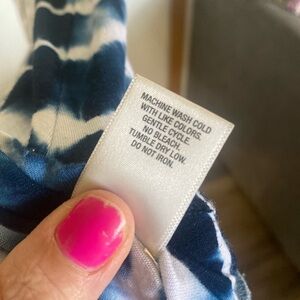 MACHINE WASH COLD
WITH LIKE COLORS.
GENTLE CYCLE.
NO BLEACH.
TUMBLE DRY LOW.
DO NOT IRON.